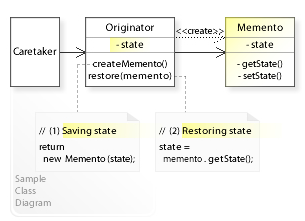 Originator
<<create>>
Memento
Caretaker
- state
- state
createMemento()
restore(memento)
- getState()
- setState()
// (1) Saving state
return
new Memento(state);
// (2) Restoring state
state =
memento . getState();
Sample
Class
Diagram